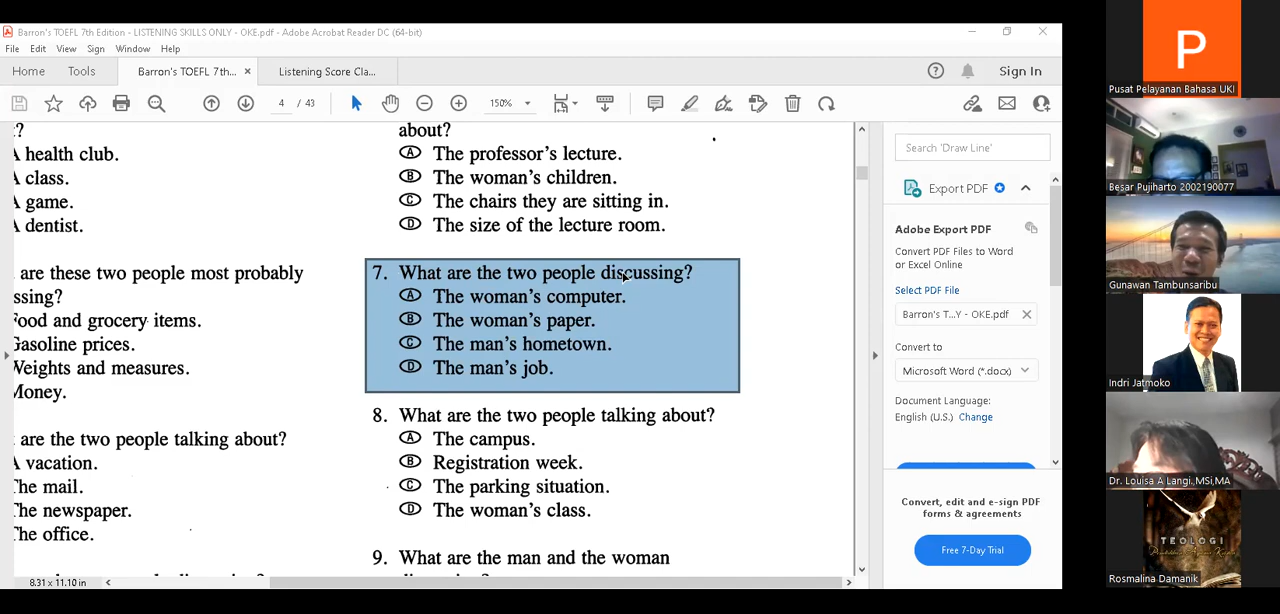 Barron's TOEFL 7th Edition - LISTENING SKILLS ONLY - OKE.pdf - Adobe Acrobat Reader DC (64-bit)
File Edit View Sign Window Help
Home Tools Barron's TOEFL 7th... × Listening Score Cla... Sign In
4 / 43 150%
?
A health club.
A class.
A game.
A dentist.
are these two people most probably
ssing?
Food and grocery items.
Gasoline prices.
Weights and measures.
Money.
are the two people talking about?
A vacation.
The mail.
The newspaper.
The office.
about?
A The professor's lecture.
B The woman's children.
C The chairs they are sitting in.
D The size of the lecture room.
7. What are the two people discussing?
A The woman's computer.
B The woman's paper.
C The man's hometown.
D The man's job.
8. What are the two people talking about?
A The campus.
B Registration week.
C The parking situation.
D The woman's class.
9. What are the man and the woman
8.31 x 11.10 in
Search 'Draw Line'
Export PDF
Adobe Export PDF
Convert PDF Files to Word
or Excel Online
Select PDF File
Barron's T...Y - OKE.pdf
Convert to
Microsoft Word (*.docx)
Document Language:
English (U.S.) Change
Convert, edit and e-sign PDF
forms & agreements
Free 7-Day Trial
P
Pusat Pelayanan Bahasa UKI
Besar Pujiharto 2002190077
Gunawan Tambunsaribu
Indri Jatmoko
Dr. Louisa A Langi.,MSi,MA
TEOLOGI
Rosmalina Damanik